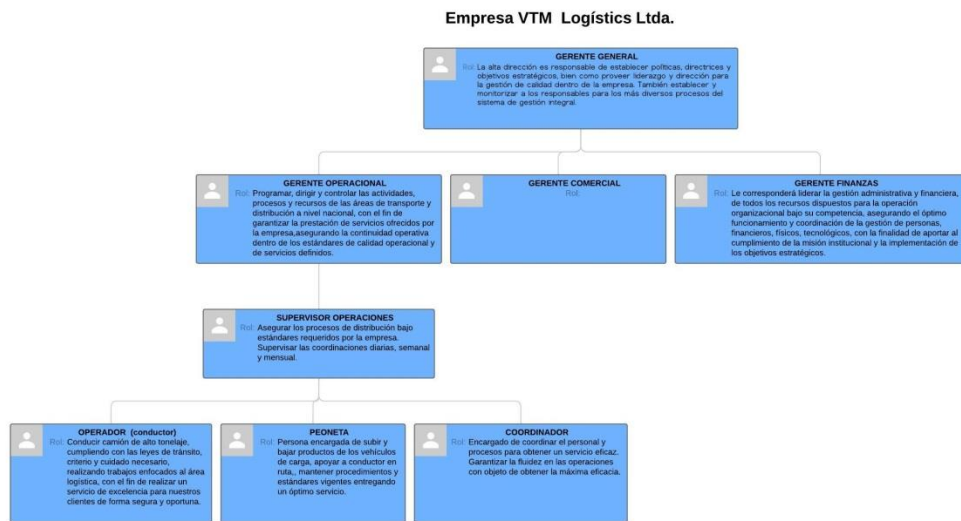 Empresa VTM Logístics Ltda.
GERENTE GENERAL
Rol: La alta dirección es responsable de establecer políticas, directrices y
objetivos estratégicos, bien como proveer liderazgo y dirección para
la gestión de calidad dentro de la empresa. También establecer y
monitorizar a los responsables para los más diversos procesos del
sistema de gestión integral.
GERENTE OPERACIONAL
Rol: Programar, dirigir y controlar las actividades,
procesos y recursos de las áreas de transporte y
distribución a nivel nacional, con el fin de
garantizar la prestación de servicios ofrecidos por
la empresa,asegurando la continuidad operativa
dentro de los estándares de calidad operacional y
de servicios definidos.
GERENTE COMERCIAL
Rol:
GERENTE FINANZAS
Rol: Le corresponderá liderar la gestión administrativa y financiera,
de todos los recursos dispuestos para la operación
organizacional bajo su competencia, asegurando el óptimo
funcionamiento y coordinación de la gestión de personas,
financieros, físicos, tecnológicos, con la finalidad de aportar al
cumplimiento de la misión institucional y la implementación de
los objetivos estratégicos.
SUPERVISOR OPERACIONES
Rol: Asegurar los procesos de distribución bajo
estándares requeridos por la empresa.
Supervisar las coordinaciones diarias, semanal
y mensual.
OPERADOR (conductor)
Rol: Conducir camión de alto tonelaje,
cumpliendo con las leyes de tránsito,
criterio y cuidado necesario,
realizando trabajos enfocados al área
logística, con el fin de realizar un
servicio de excelencia para nuestros
clientes de forma segura y oportuna.
PEONETA
Rol: Persona encargada de subir y
bajar productos de los vehículos
de carga, apoyar a conductor en
ruta,, mantener procedimientos y
estándares vigentes entregando
un óptimo servicio.
COORDINADOR
Rol: Encargado de coordinar el personal y
procesos para obtener un servicio eficaz.
Garantizar la fluidez en las operaciones
con objeto de obtener la máxima eficacia.